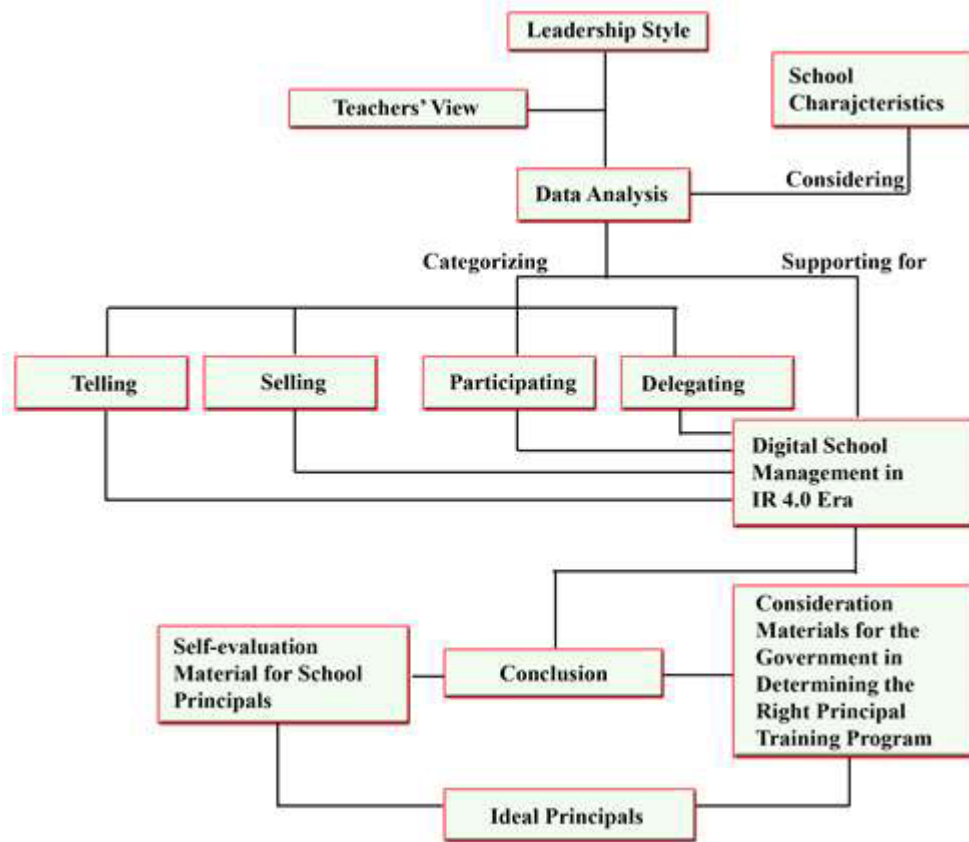 Leadership Style
School
Charajcteristics
Teachers' View
Considering
Data Analysis
Categorizing
Supporting for
Telling
Selling
Participating
Delegating
Digital School
Management in
IR 4.0 Era
Consideration
Materials for the
Government in
Determining the
Right Principal
Training Program
Self-evaluation
Material for School
Principals
Conclusion
Ideal Principals